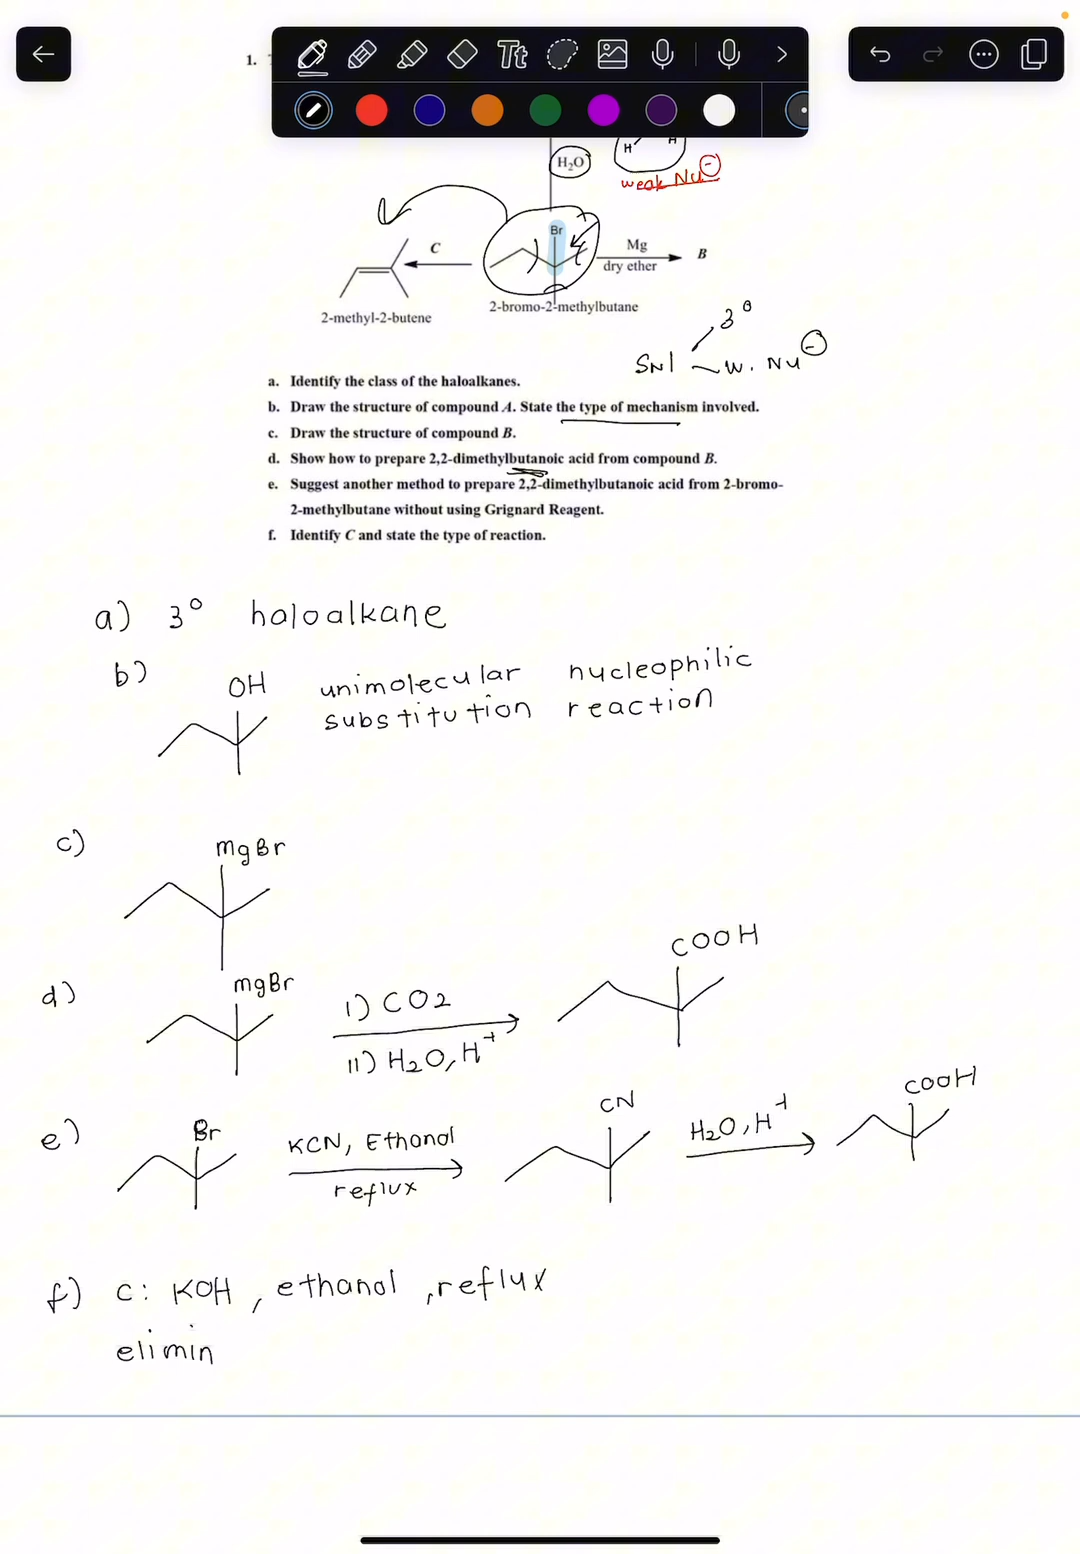 1.
Tt
H₂O
H H
weak Nu⊖
Br
C
Mg
dry ether
B
2-methyl-2-butene
2-bromo-2-methylbutane
3°
SN1 w. Nu⊖
a. Identify the class of the haloalkanes.
b. Draw the structure of compound A. State the type of mechanism involved.
c. Draw the structure of compound B.
d. Show how to prepare 2,2-dimethylbutanoic acid from compound B.
e. Suggest another method to prepare 2,2-dimethylbutanoic acid from 2-bromo-
2-methylbutane without using Grignard Reagent.
f. Identify C and state the type of reaction.
a) 3° haloalkane
b) OH unimolecular nucleophilic
substitution reaction
c) MgBr
d) MgBr I) CO2 COOH
II) H2O, H+
e) Br KCN, Ethanol CN H2O, H+ COOH
reflux
f) C: KOH, ethanol, reflux
elimin